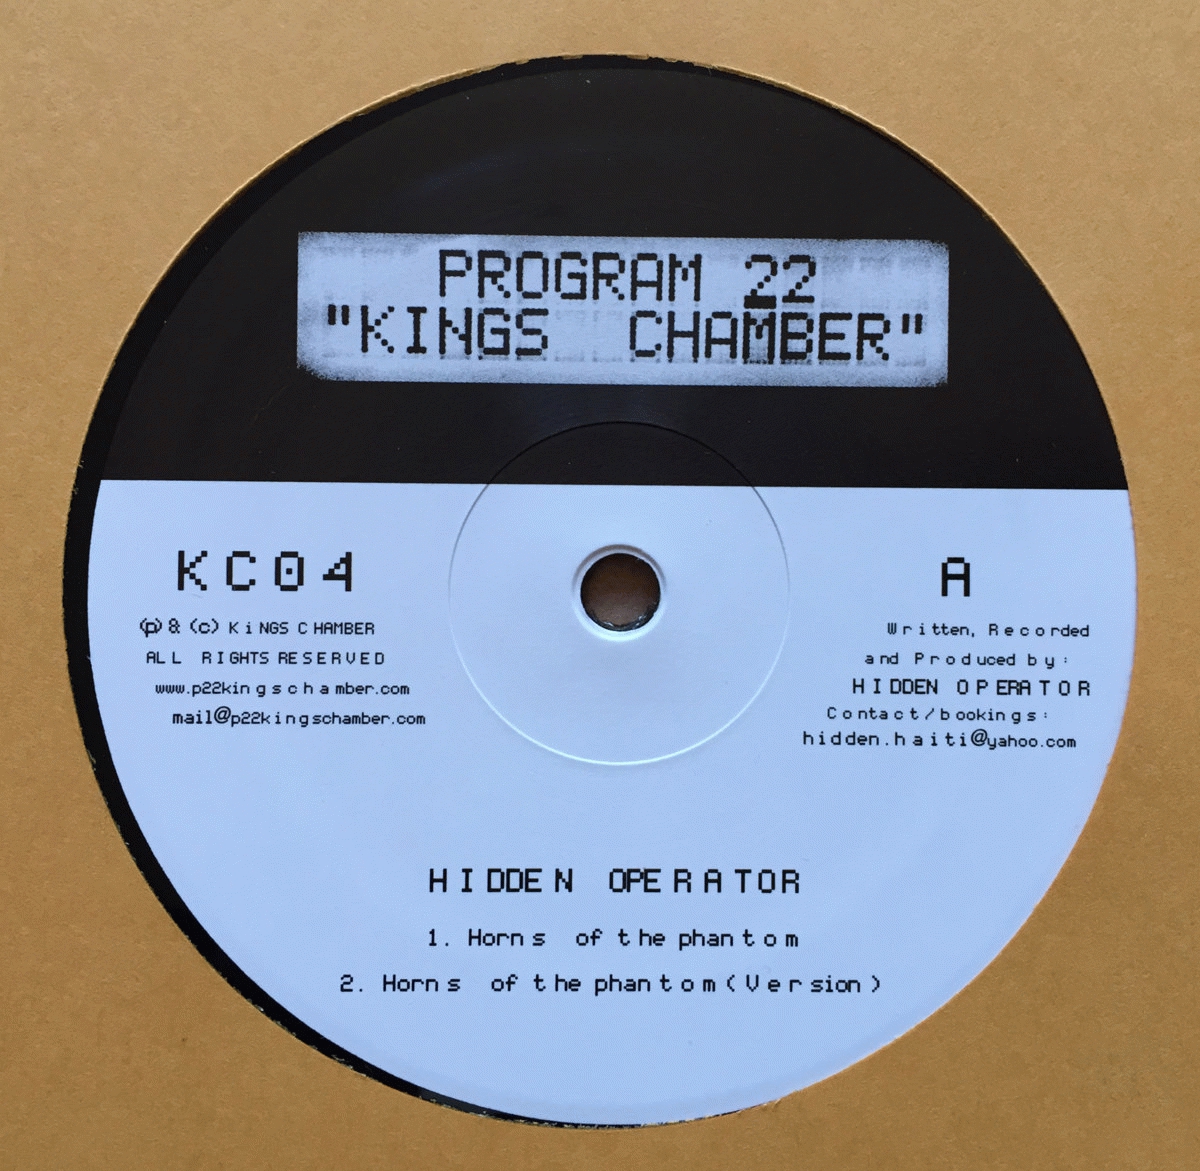 PROGRAM 22
"KINGS CHAMBER"
KC04
(p) & (c) KiNGS CHAMBER
ALL RIGHTS RESERVED
www.p22kingschamber.com
mail@p22kingschamber.com
A
Written, Recorded
and Produced by:
HIDDEN OPERATOR
Contact/bookings:
hidden.haiti@yahoo.com
HIDDEN OPERATOR
1. Horns of the phantom
2. Horns of the phantom(Version)